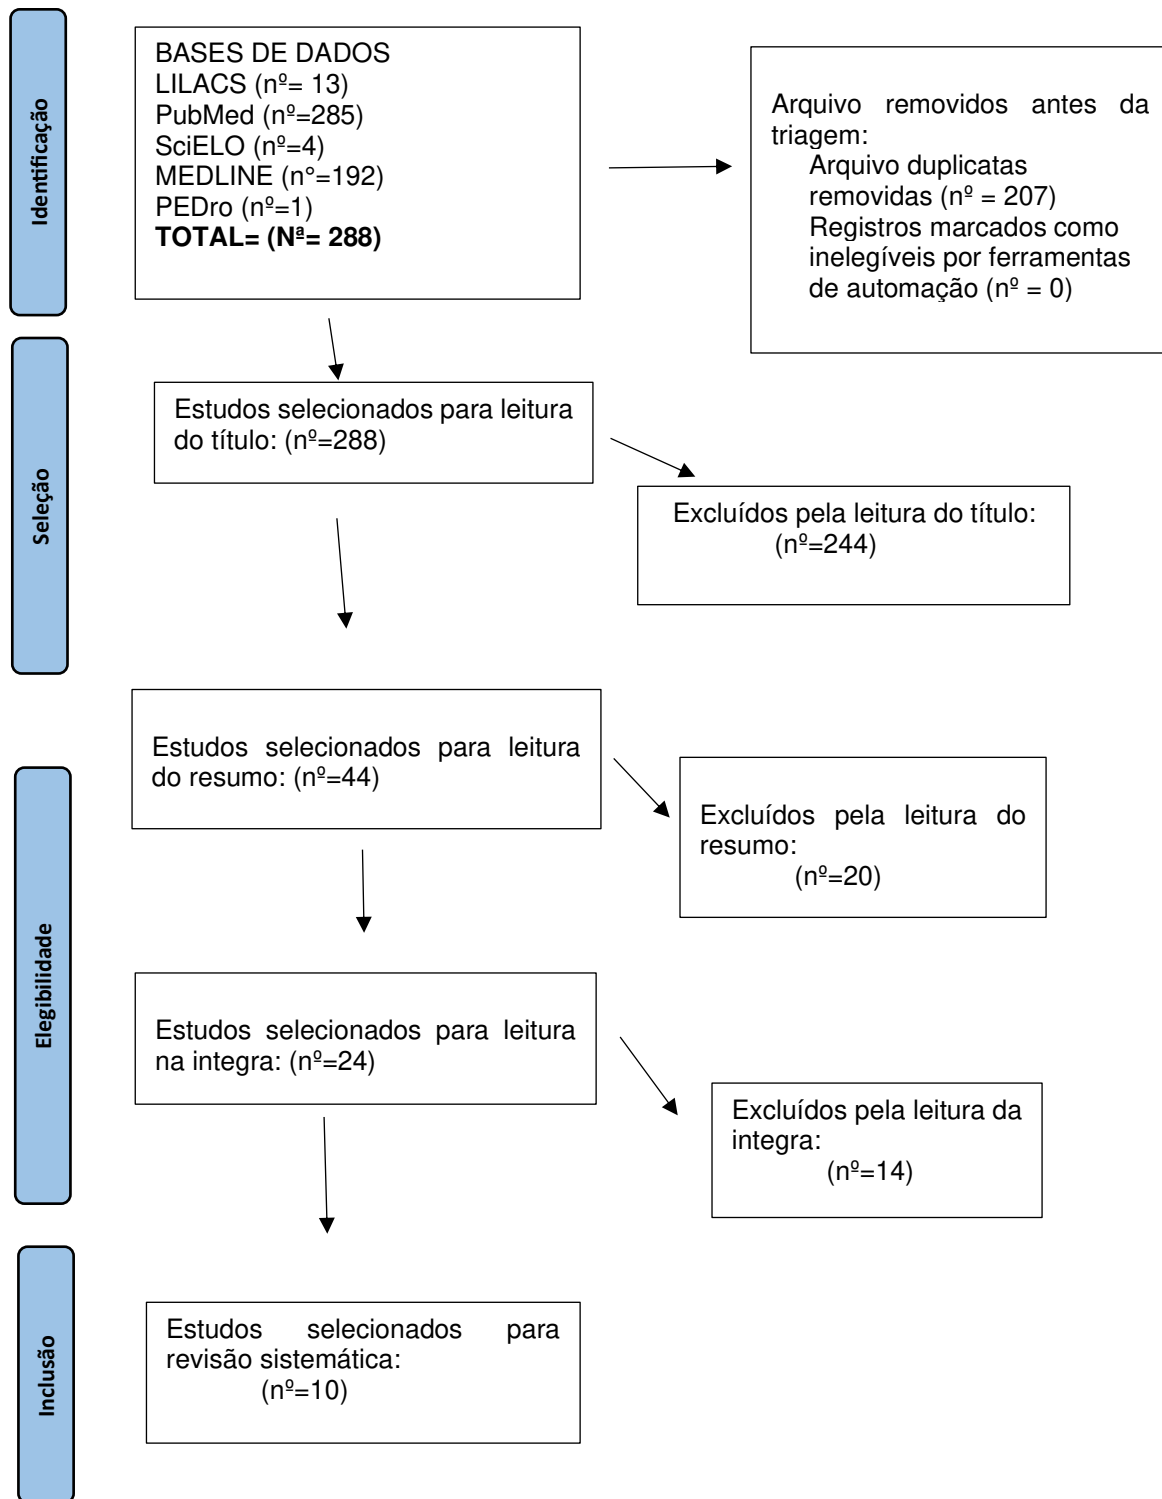 Identificação
BASES DE DADOS
LILACS (nº= 13)
PubMed (nº=285)
SciELO (nº=4)
MEDLINE (n°=192)
PEDro (nº=1)
TOTAL= (Nª= 288)
Arquivo removidos antes da
triagem:
Arquivo duplicatas
removidas (nº = 207)
Registros marcados como
inelegíveis por ferramentas
de automação (nº = 0)
Seleção
Estudos selecionados para leitura
do título: (nº=288)
Excluídos pela leitura do título:
(nº=244)
Estudos selecionados para leitura
do resumo: (nº=44)
Excluídos pela leitura do
resumo:
(nº=20)
Elegibilidade
Estudos selecionados para leitura
na integra: (nº=24)
Excluídos pela leitura da
integra:
(nº=14)
Inclusão
Estudos selecionados para
revisão sistemática:
(nº=10)